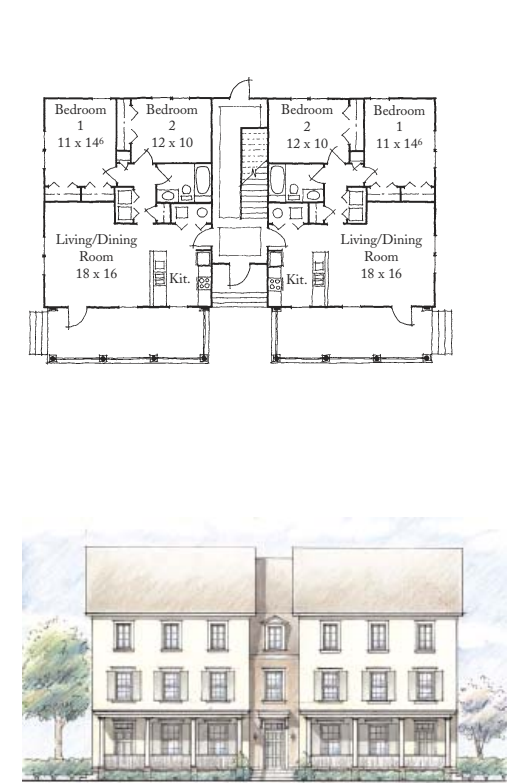 Bedroom
1
11 x 14⁶
Bedroom
2
12 x 10
Bedroom
2
12 x 10
Bedroom
1
11 x 14⁶
Living/Dining
Room
18 x 16
Kit.
Kit.
Living/Dining
Room
18 x 16